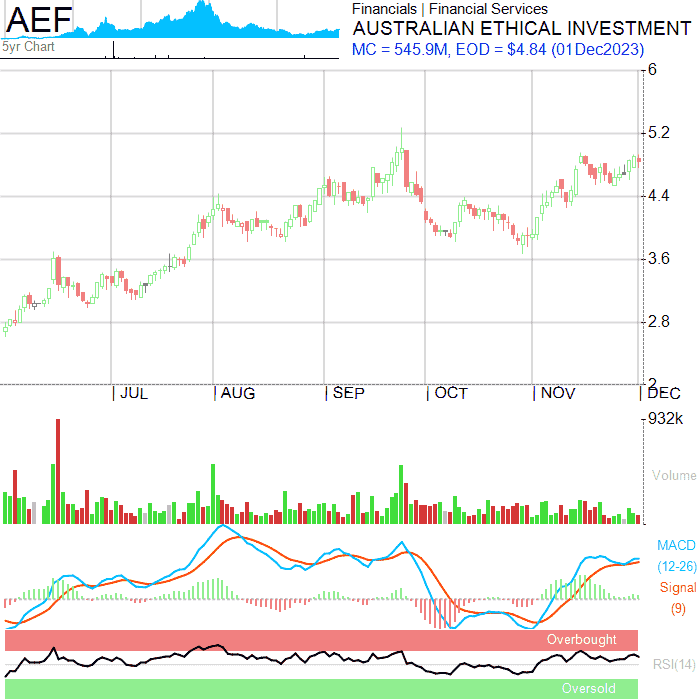 AEF
5yr Chart
Financials | Financial Services
AUSTRALIAN ETHICAL INVESTMENT
MC = 545.9M, EOD = $4.84 (01Dec2023)
6
5.2
4.4
3.6
2.8
2
| JUL | AUG | SEP | OCT | NOV | DEC
932k
Volume
MACD
(12-26)
Signal
(9)
Overbought
RSI(14)
Oversold